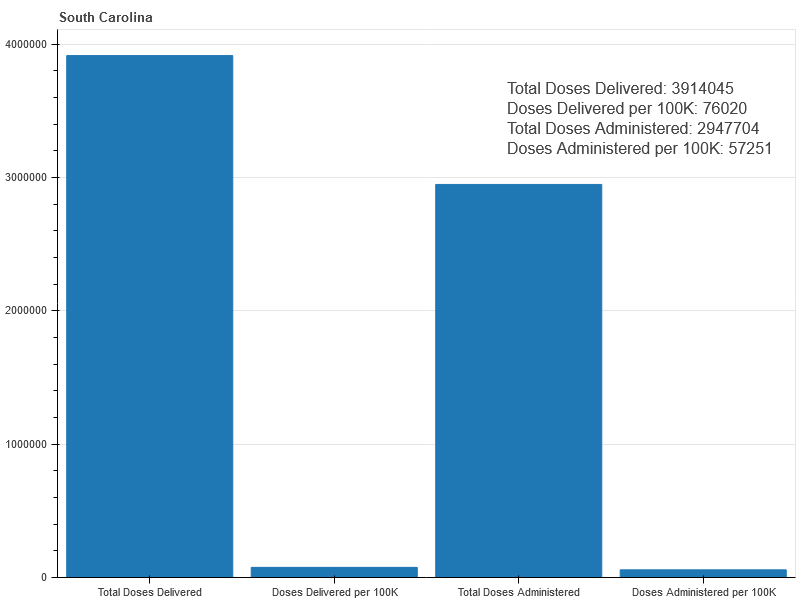 South Carolina
4000000
3000000
2000000
1000000
0
Total Doses Delivered: 3914045
Doses Delivered per 100K: 76020
Total Doses Administered: 2947704
Doses Administered per 100K: 57251
Total Doses Delivered
Doses Delivered per 100K
Total Doses Administered
Doses Administered per 100K